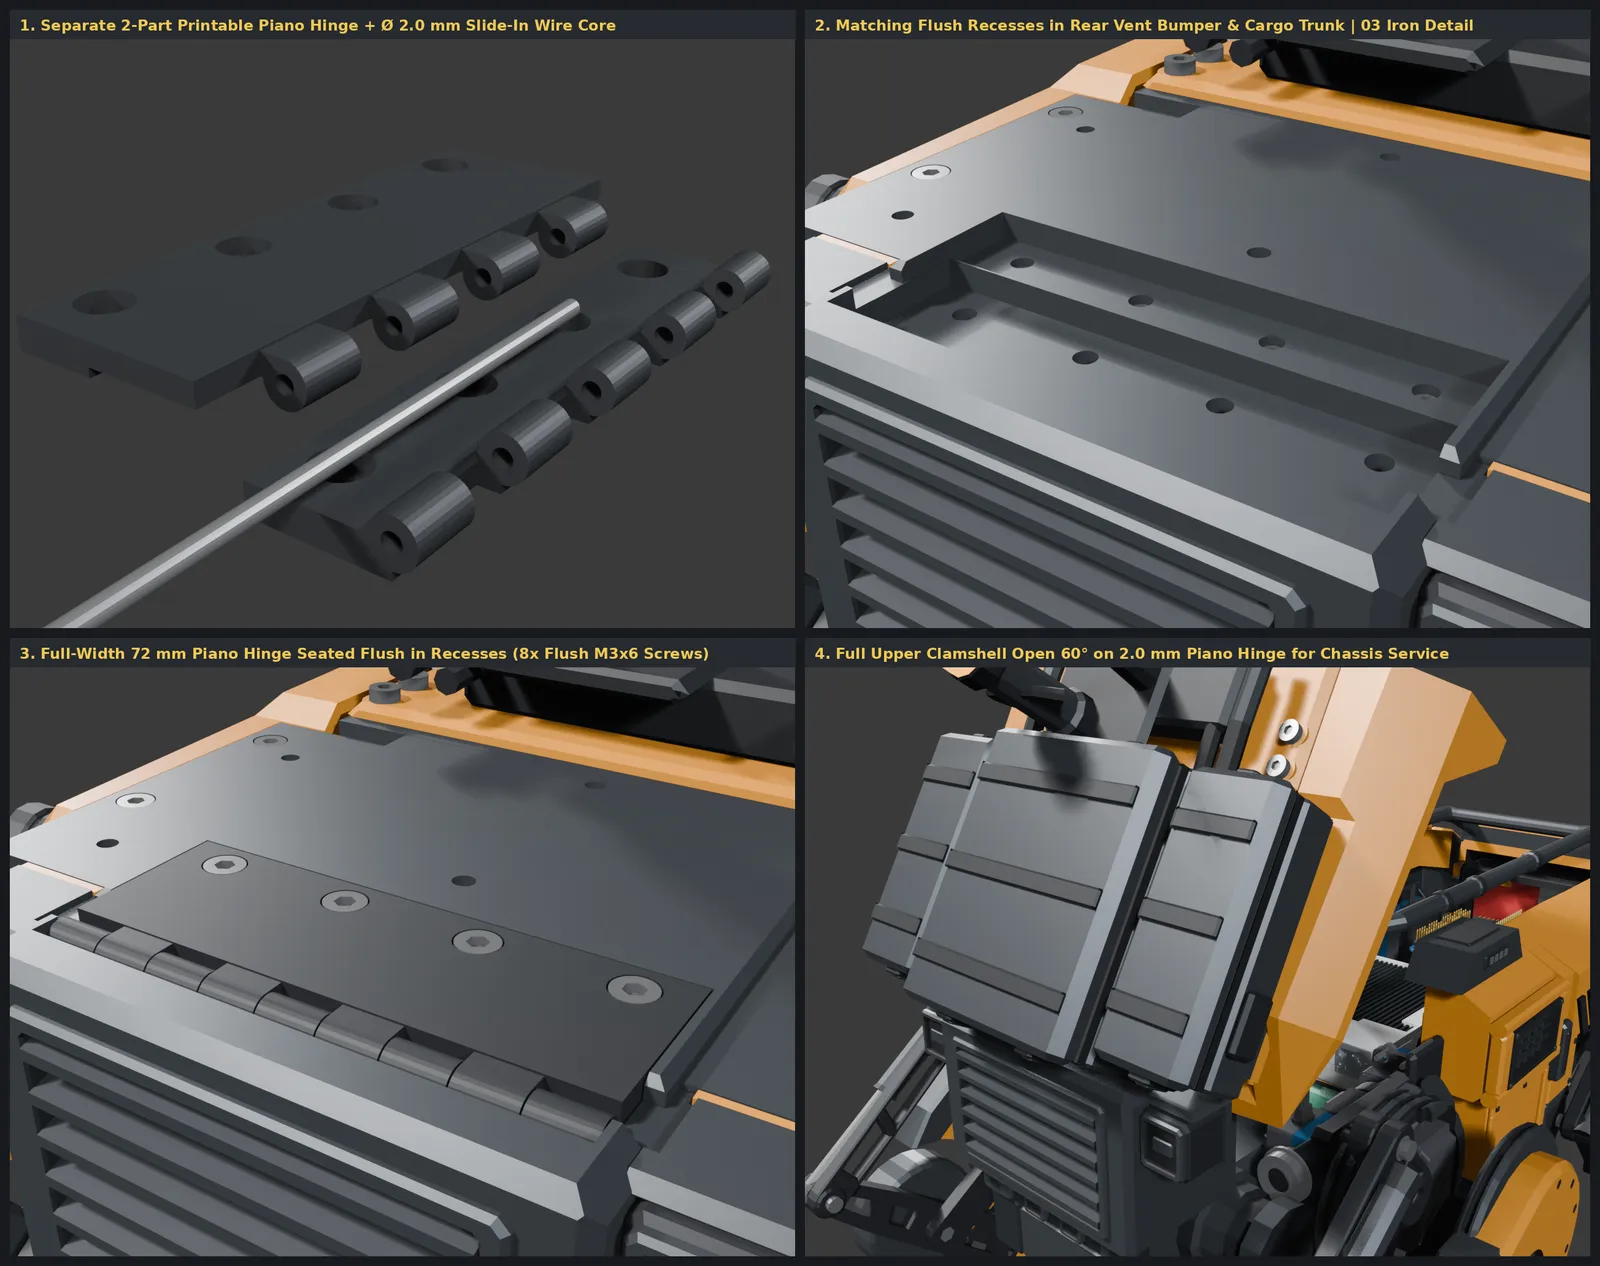 1. Separate 2-Part Printable Piano Hinge + Ø 2.0 mm Slide-In Wire Core
2. Matching Flush Recesses in Rear Vent Bumper & Cargo Trunk | 03 Iron Detail
3. Full-Width 72 mm Piano Hinge Seated Flush in Recesses (8x Flush M3x6 Screws)
4. Full Upper Clamshell Open 60° on 2.0 mm Piano Hinge for Chassis Service